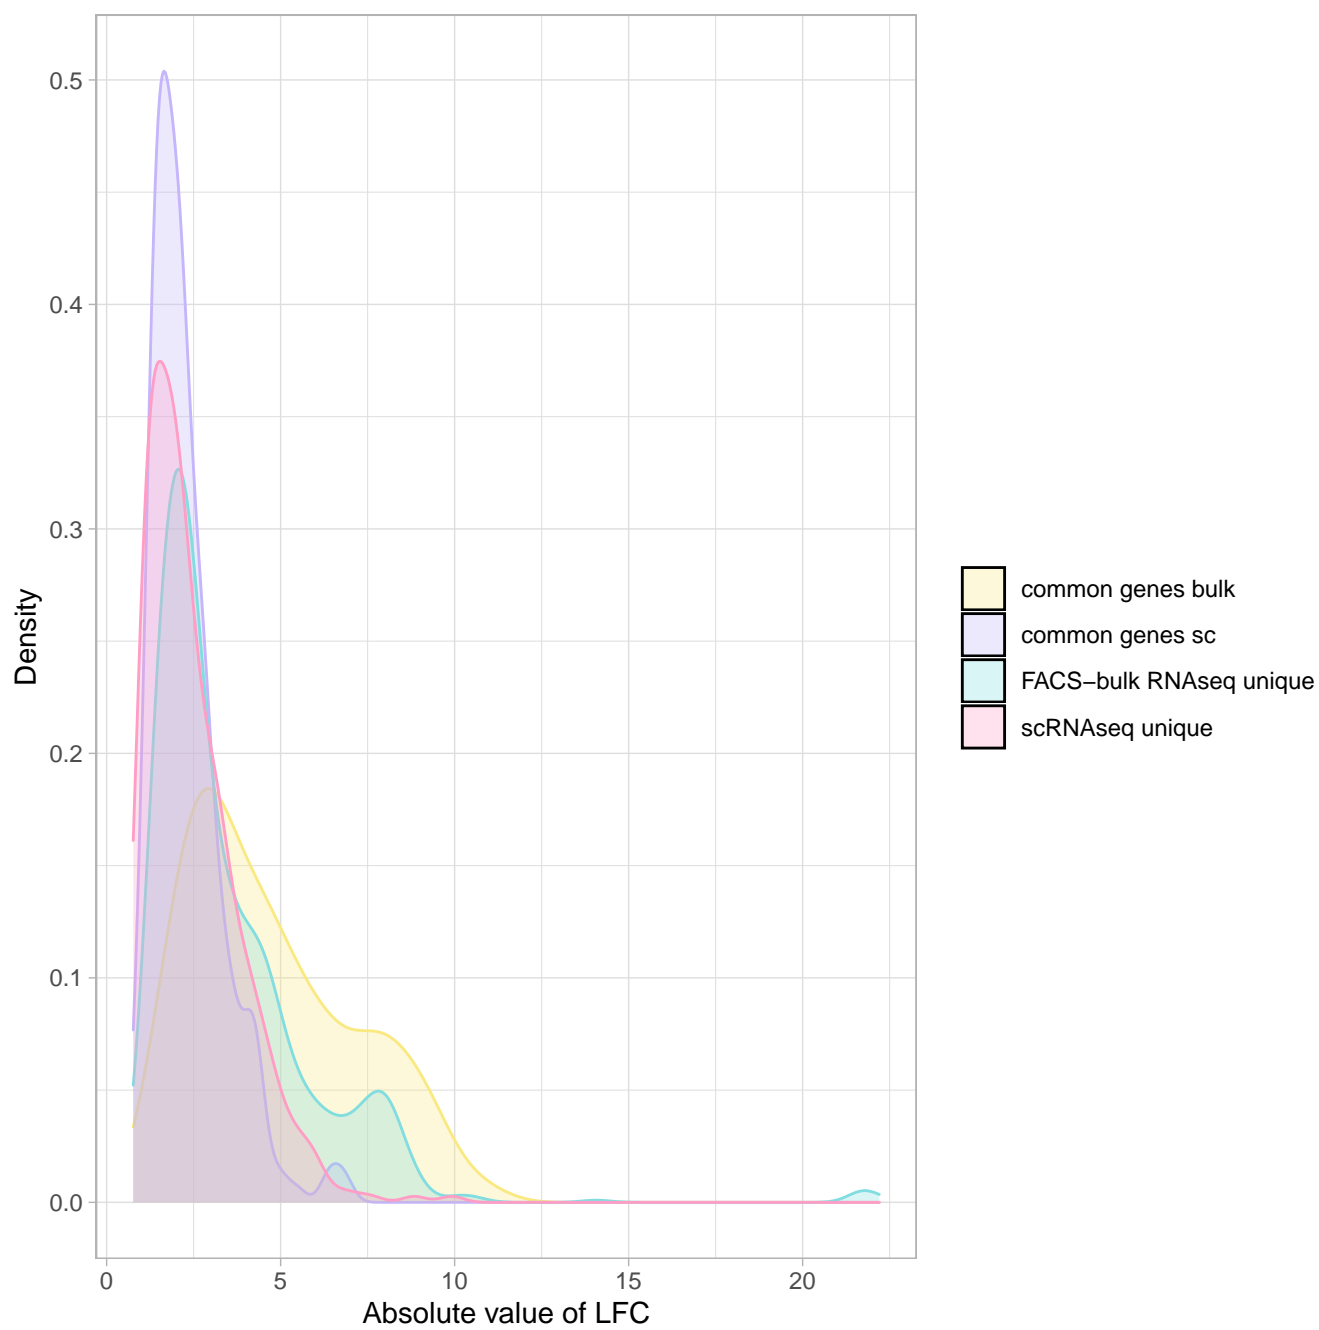 0.5
0.4
0.3
0.2
0.1
0.0
Density
0
5
10
15
20
Absolute value of LFC
common genes bulk
common genes sc
FACS−bulk RNAseq unique
scRNAseq unique